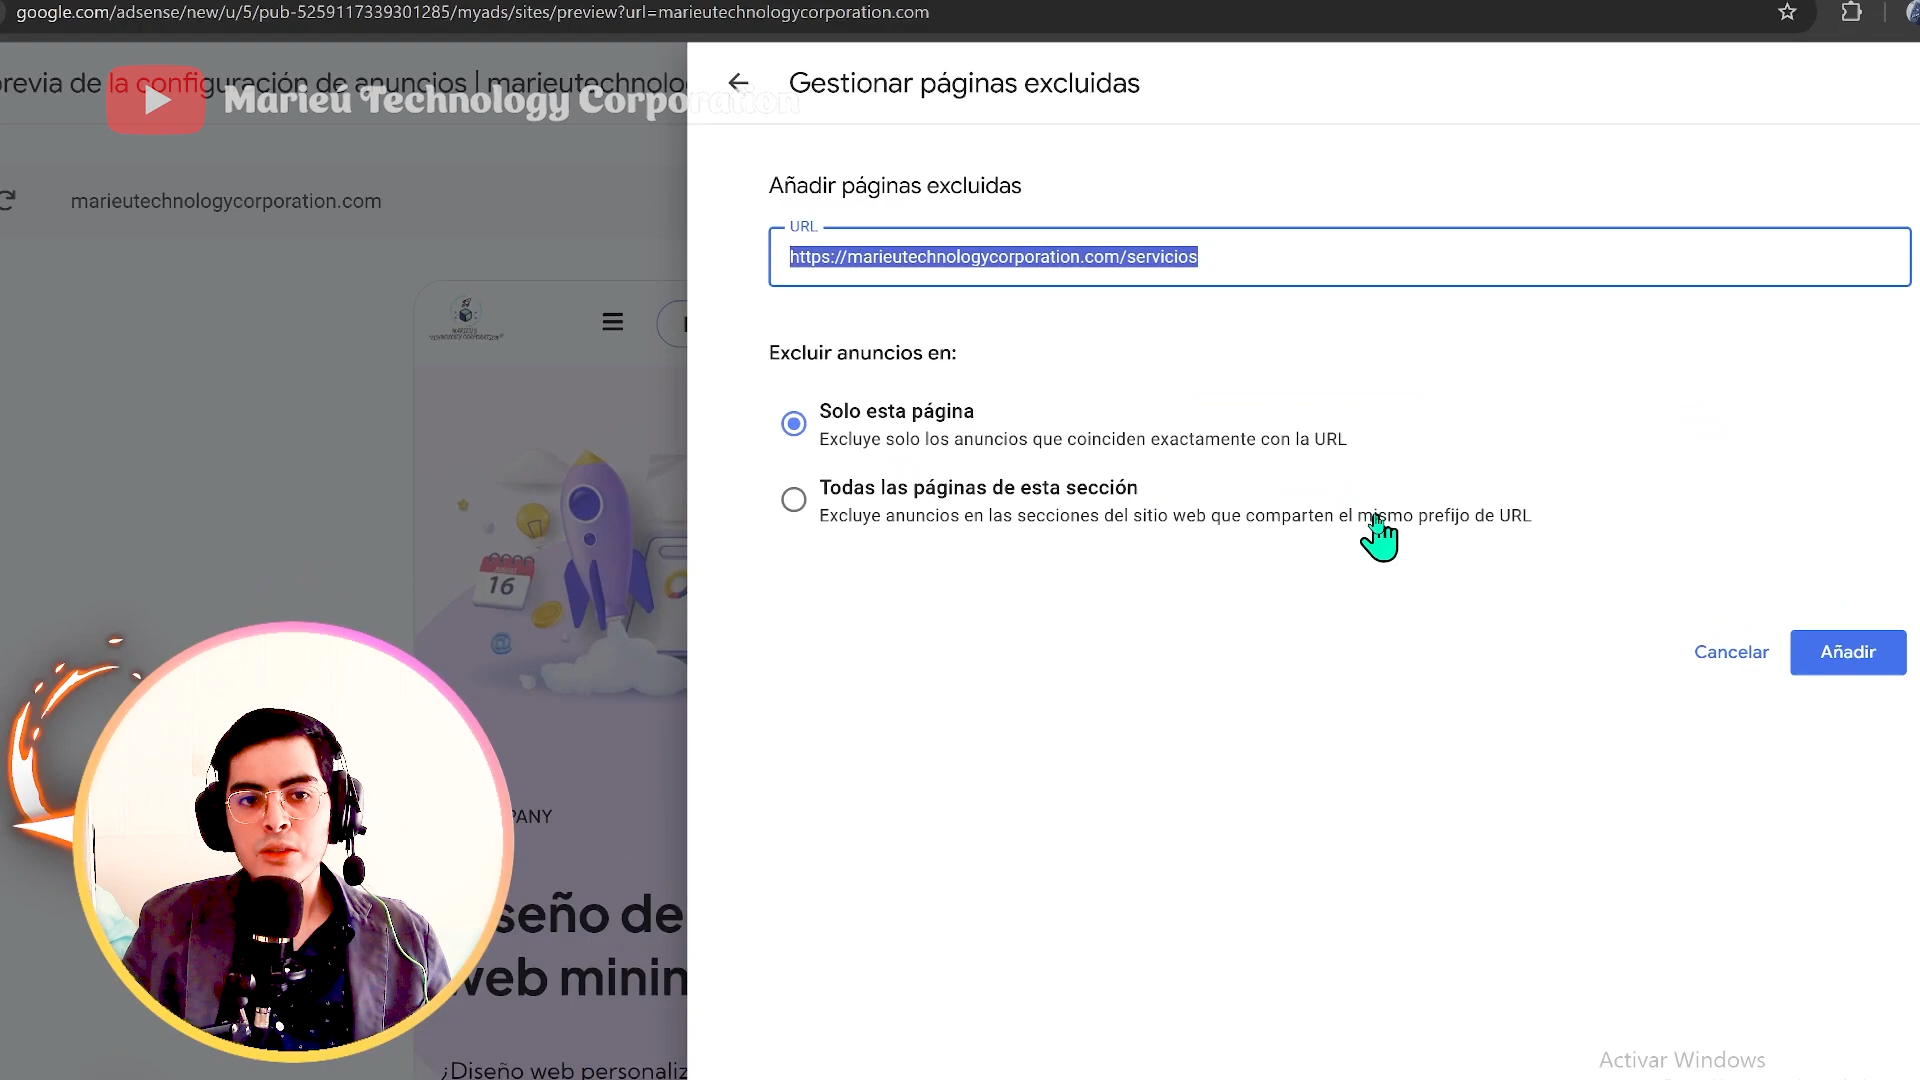 google.com/adsense/new/u/5/pub-5259117339301285/myads/sites/preview?url=marieutechnologycorporation.com
previa de la configuración de anuncios | marieutechnolo
Marieú Technology Corporation
Gestionar páginas excluidas
marieutechnologycorporation.com
Añadir páginas excluidas
URL
https://marieutechnologycorporation.com/servicios
Excluir anuncios en:
Solo esta página
Excluye solo los anuncios que coinciden exactamente con la URL
Todas las páginas de esta sección
Excluye anuncios en las secciones del sitio web que comparten el mismo prefijo de URL
Cancelar
Añadir
16
PANY
seño de
web minim
¿Diseño web personaliz
Activar Windows